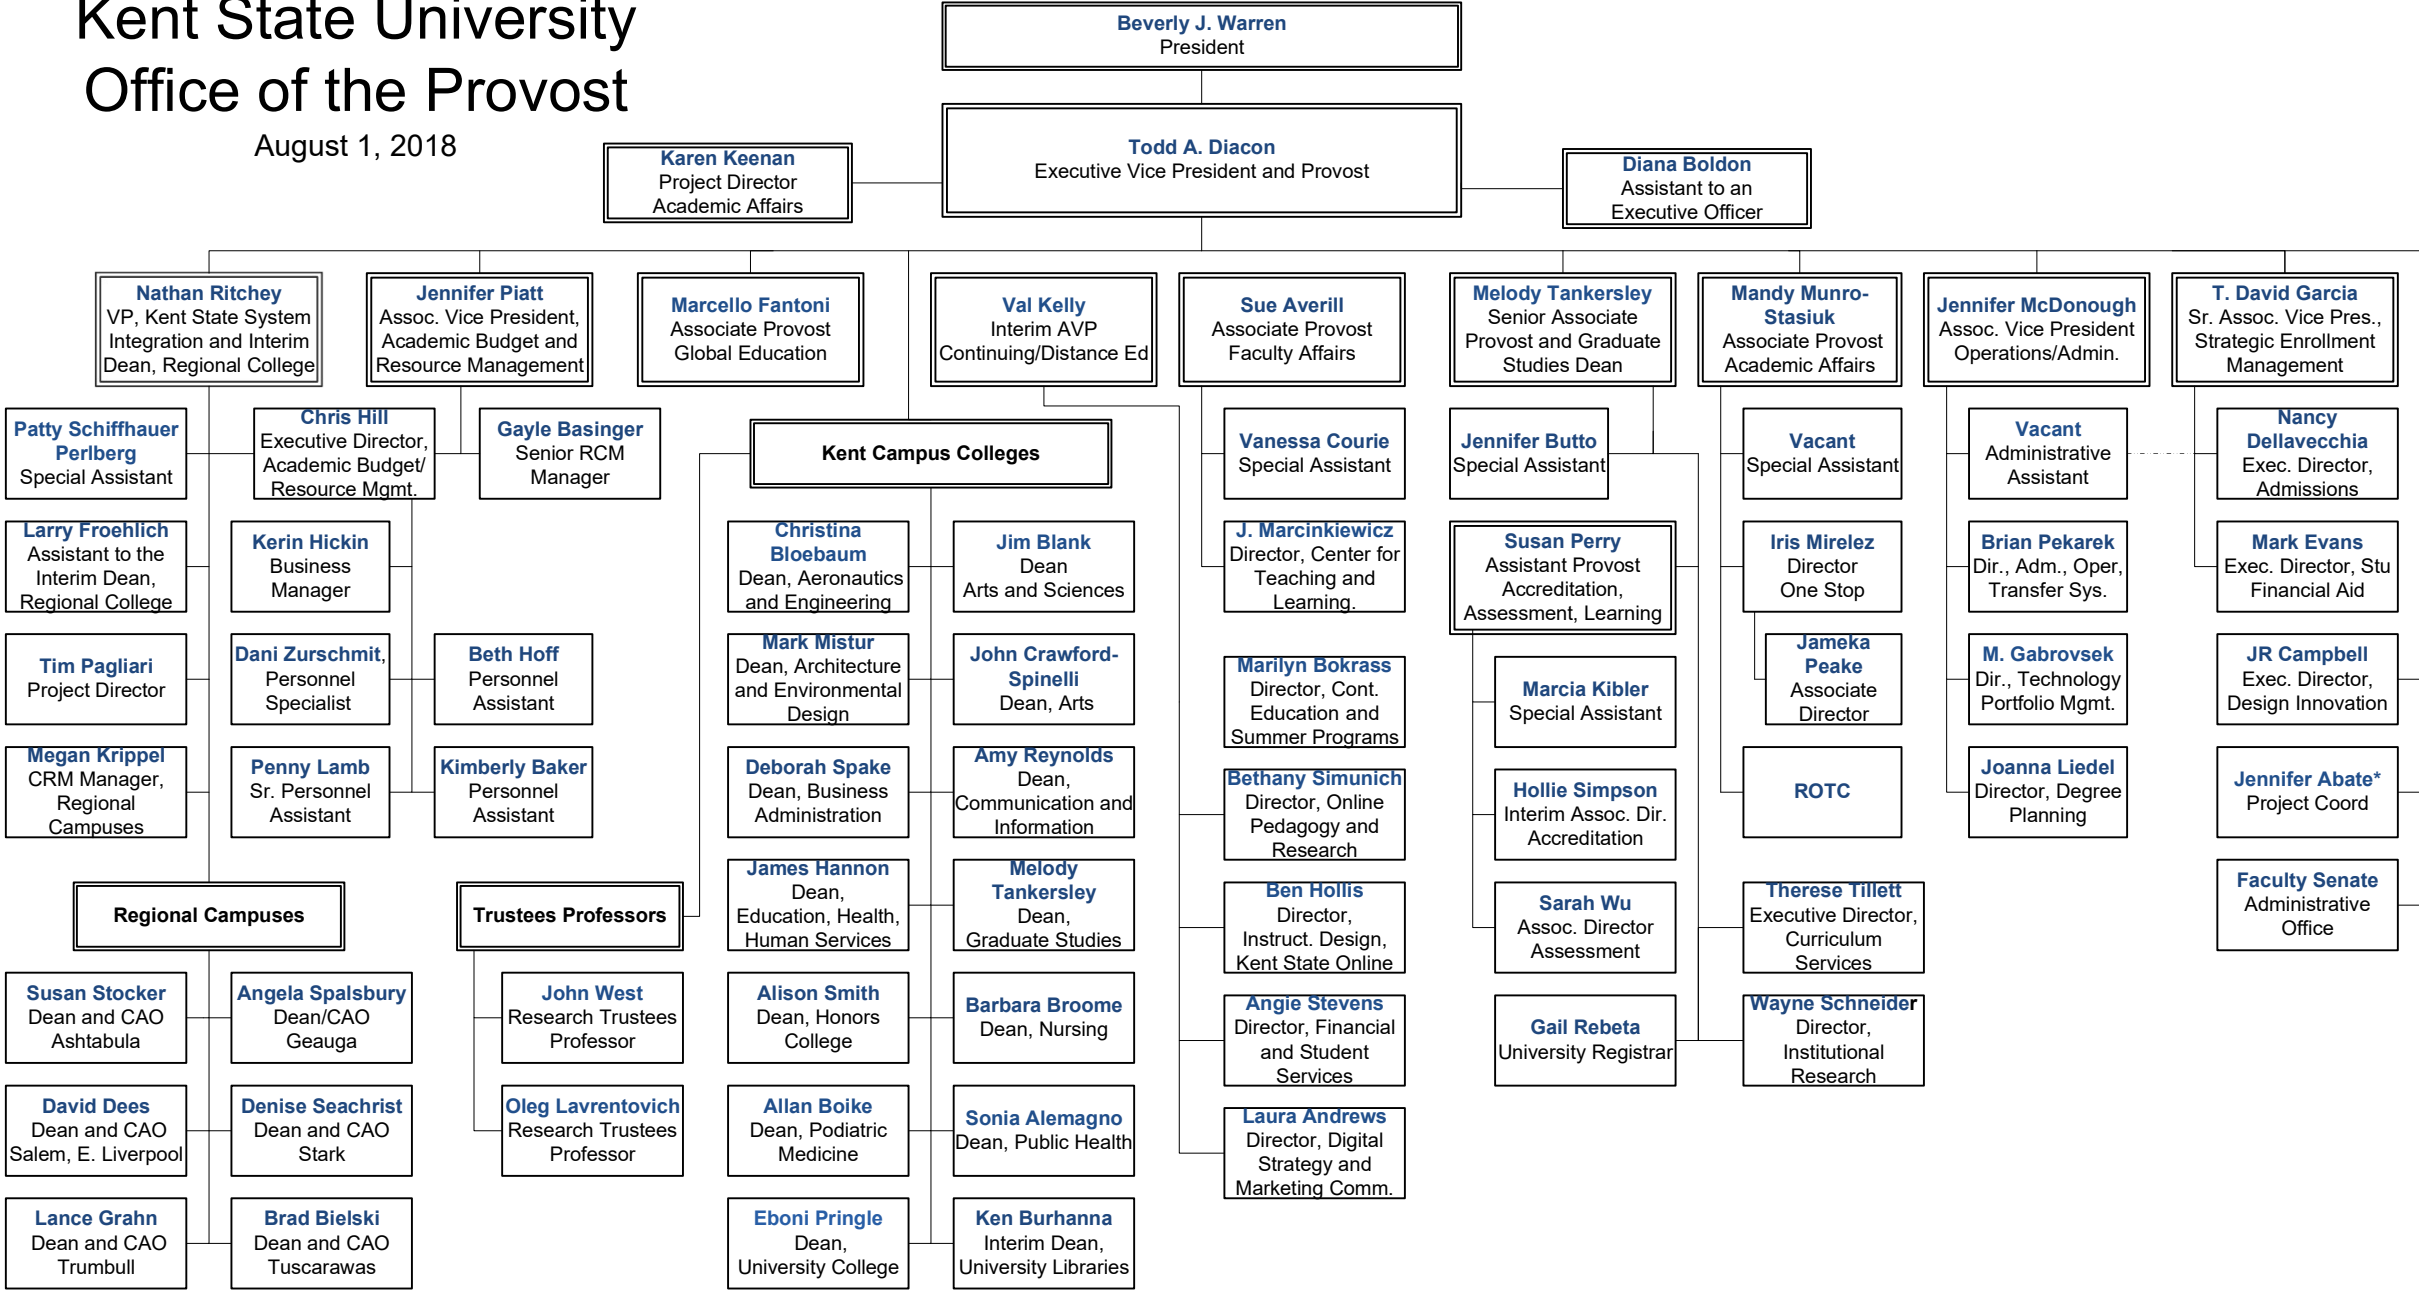 Kent State University
Office of the Provost
August 1, 2018
Beverly J. Warren
President
Todd A. Diacon
Executive Vice President and Provost
Karen Keenan
Project Director
Academic Affairs
Diana Boldon
Assistant to an
Executive Officer
Nathan Ritchey
VP, Kent State System
Integration and Interim
Dean, Regional College
Jennifer Piatt
Assoc. Vice President,
Academic Budget and
Resource Management
Marcello Fantoni
Associate Provost
Global Education
Val Kelly
Interim AVP
Continuing/Distance Ed
Sue Averill
Associate Provost
Faculty Affairs
Melody Tankersley
Senior Associate
Provost and Graduate
Studies Dean
Mandy Munro-
Stasiuk
Associate Provost
Academic Affairs
Jennifer McDonough
Assoc. Vice President
Operations/Admin.
T. David Garcia
Sr. Assoc. Vice Pres.,
Strategic Enrollment
Management
Patty Schiffhauer
Perlberg
Special Assistant
Chris Hill
Executive Director,
Academic Budget/
Resource Mgmt.
Gayle Basinger
Senior RCM
Manager
Kent Campus Colleges
Vanessa Courie
Special Assistant
Jennifer Butto
Special Assistant
Vacant
Special Assistant
Vacant
Administrative
Assistant
Nancy
Dellavecchia
Exec. Director,
Admissions
Larry Froehlich
Assistant to the
Interim Dean,
Regional College
Kerin Hickin
Business
Manager
Christina
Bloebaum
Dean, Aeronautics
and Engineering
Jim Blank
Dean
Arts and Sciences
J. Marcinkiewicz
Director, Center for
Teaching and
Learning.
Susan Perry
Assistant Provost
Accreditation,
Assessment, Learning
Iris Mirelez
Director
One Stop
Brian Pekarek
Dir., Adm., Oper,
Transfer Sys.
Mark Evans
Exec. Director, Stu
Financial Aid
Tim Pagliari
Project Director
Dani Zurschmit,
Personnel
Specialist
Beth Hoff
Personnel
Assistant
Mark Mistur
Dean, Architecture
and Environmental
Design
John Crawford-
Spinelli
Dean, Arts
Marilyn Bokrass
Director, Cont.
Education and
Summer Programs
Marcia Kibler
Special Assistant
Jameka
Peake
Associate
Director
M. Gabrovsek
Dir., Technology
Portfolio Mgmt.
JR Campbell
Exec. Director,
Design Innovation
Megan Krippel
CRM Manager,
Regional
Campuses
Penny Lamb
Sr. Personnel
Assistant
Kimberly Baker
Personnel
Assistant
Deborah Spake
Dean, Business
Administration
Amy Reynolds
Dean,
Communication and
Information
Bethany Simunich
Director, Online
Pedagogy and
Research
Hollie Simpson
Interim Assoc. Dir.
Accreditation
ROTC
Joanna Liedel
Director, Degree
Planning
Jennifer Abate*
Project Coord
Regional Campuses
Trustees Professors
James Hannon
Dean,
Education, Health,
Human Services
Melody
Tankersley
Dean,
Graduate Studies
Ben Hollis
Director,
Instruct. Design,
Kent State Online
Sarah Wu
Assoc. Director
Assessment
Therese Tillett
Executive Director,
Curriculum
Services
Faculty Senate
Administrative
Office
Susan Stocker
Dean and CAO
Ashtabula
Angela Spalsbury
Dean/CAO
Geauga
John West
Research Trustees
Professor
Alison Smith
Dean, Honors
College
Barbara Broome
Dean, Nursing
Angie Stevens
Director, Financial
and Student
Services
Gail Rebeta
University Registrar
Wayne Schneider
Director,
Institutional
Research
David Dees
Dean and CAO
Salem, E. Liverpool
Denise Seachrist
Dean and CAO
Stark
Oleg Lavrentovich
Research Trustees
Professor
Allan Boike
Dean, Podiatric
Medicine
Sonia Alemagno
Dean, Public Health
Laura Andrews
Director, Digital
Strategy and
Marketing Comm.
Lance Grahn
Dean and CAO
Trumbull
Brad Bielski
Dean and CAO
Tuscarawas
Eboni Pringle
Dean,
University College
Ken Burhanna
Interim Dean,
University Libraries